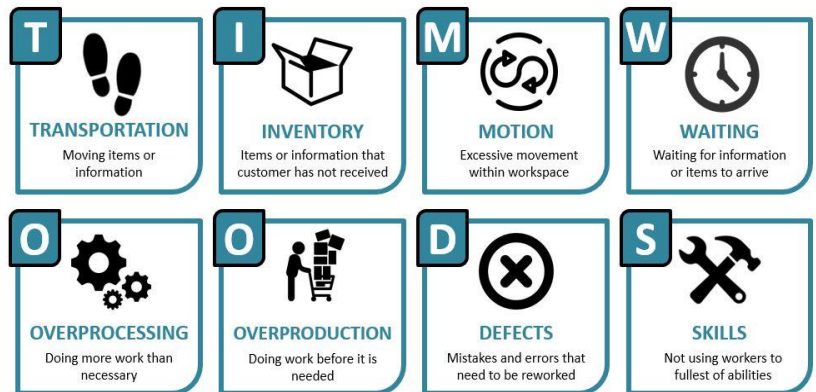 T
TRANSPORTATION
Moving items or
information
I
INVENTORY
Items or information that
customer has not received
M
MOTION
Excessive movement
within workspace
W
WAITING
Waiting for information
or items to arrive
O
OVERPROCESSING
Doing more work than
necessary
O
OVERPRODUCTION
Doing work before it is
needed
D
DEFECTS
Mistakes and errors that
need to be reworked
S
SKILLS
Not using workers to
fullest of abilities